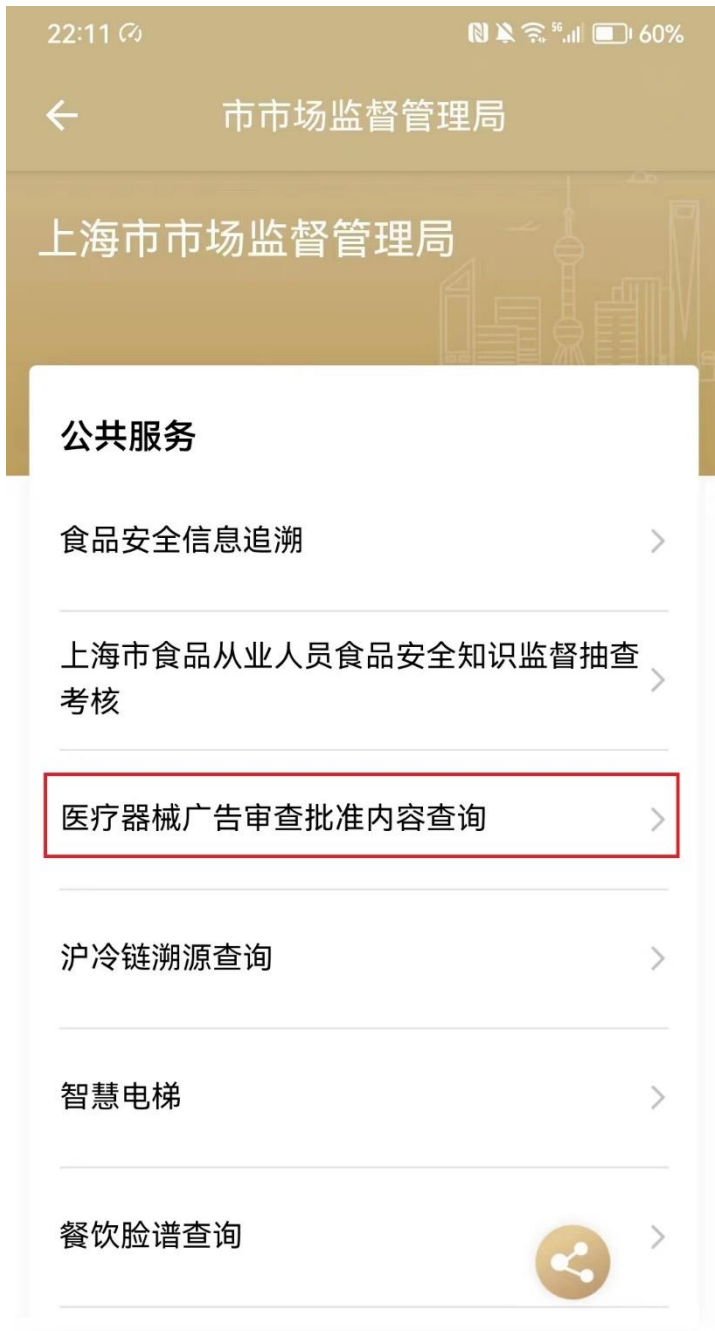 22:11
5G 60%
市市场监督管理局
上海市市场监督管理局
公共服务
食品安全信息追溯
上海市食品从业人员食品安全知识监督抽查
考核
医疗器械广告审查批准内容查询
沪冷链溯源查询
智慧电梯
餐饮脸谱查询